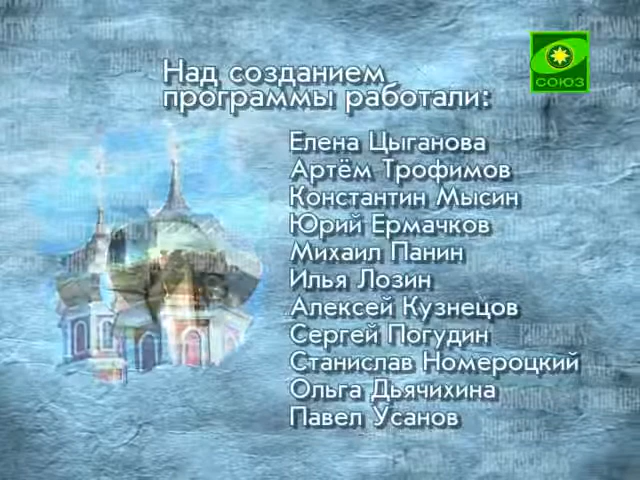 Над созданием
программы работали:
СОЮЗ
Елена Цыганова
Артём Трофимов
Константин Мысин
Юрий Ермачков
Михаил Панин
Илья Лозин
Алексей Кузнецов
Сергей Погудин
Станислав Номероцкий
Ольга Дьячихина
Павел Усанов